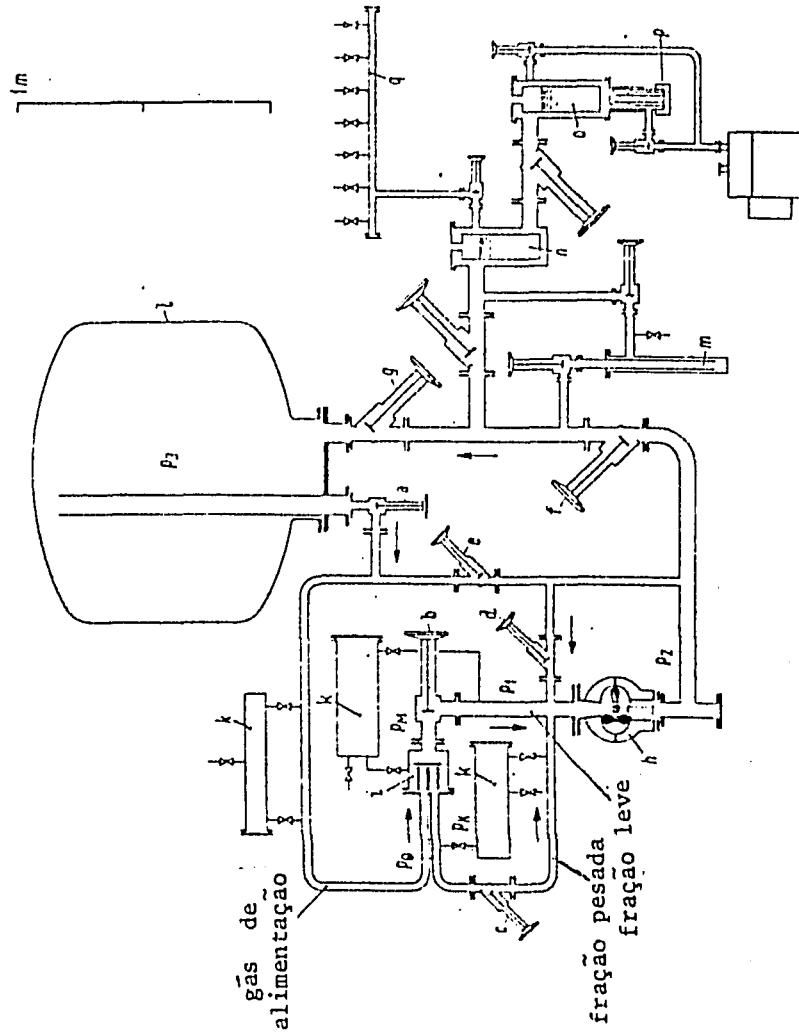 1m
q
p
o
n
l
P3
g
m
a
f
e
d
b
k
k
P1
P2
PM
i
k
h
P0
PK
c
gás de
alimentação
fração pesada
fração leve